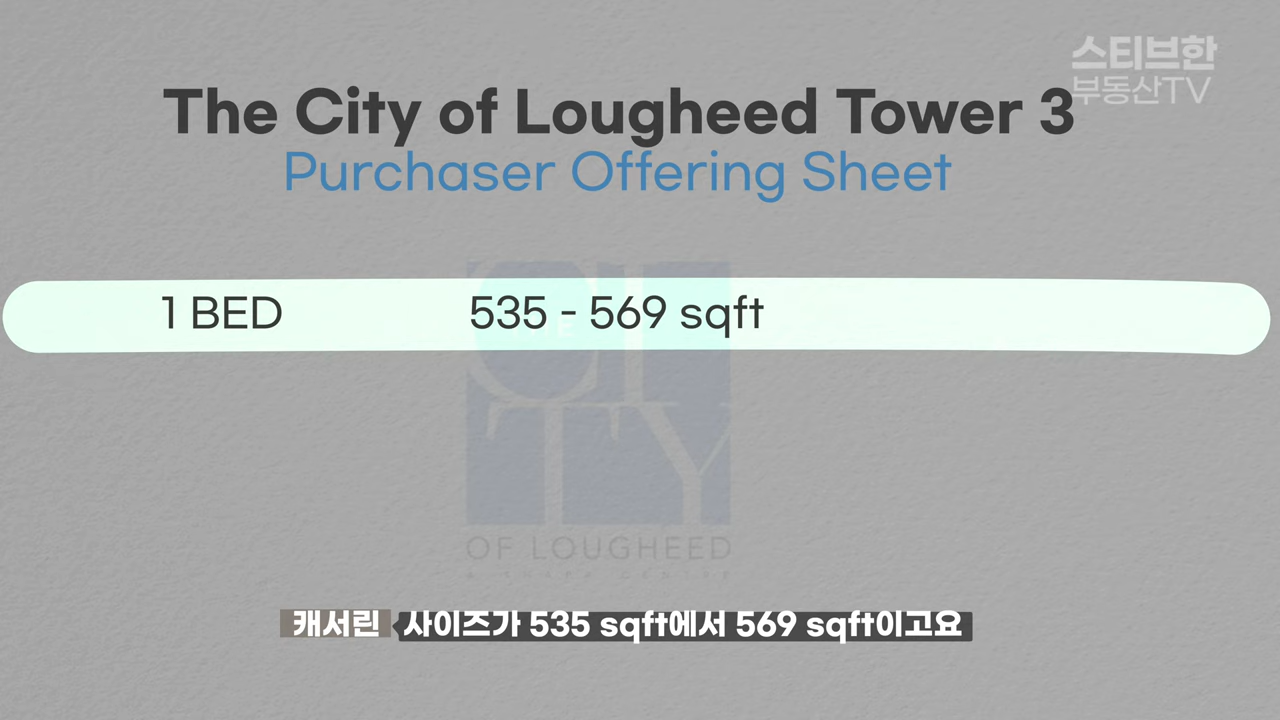 스티브한
부동산TV
The City of Lougheed Tower 3
Purchaser Offering Sheet
1 BED 535 - 569 sqft
CITY
OF LOUGHEED
캐서린 사이즈가 535 sqft에서 569 sqft이고요